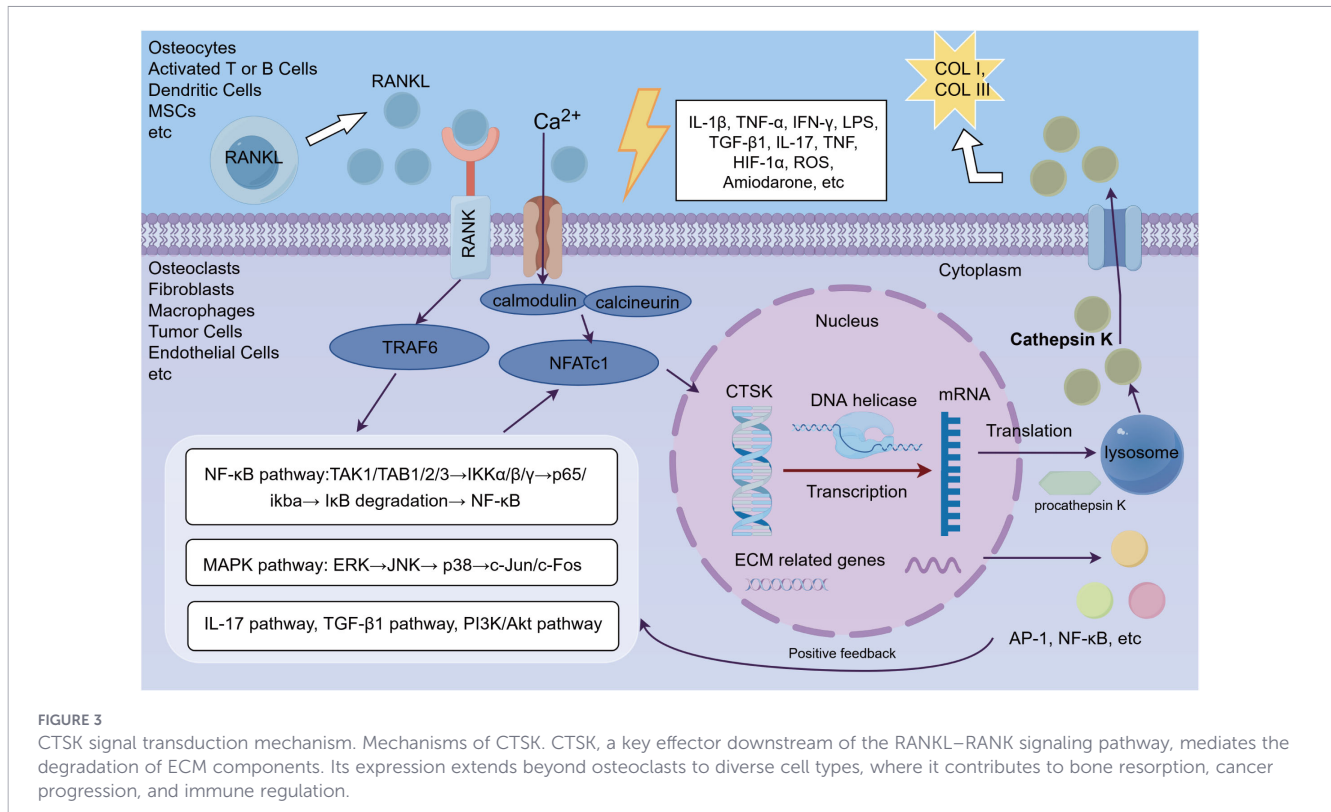 Osteocytes
Activated T or B Cells
Dendritic Cells
MSCs
etc
RANKL
RANKL
Ca²⁺
IL-1β, TNF-α, IFN-γ, LPS,
TGF-β1, IL-17, TNF,
HIF-1α, ROS,
Amiodarone, etc
COL I,
COL III
RANK
Osteoclasts
Fibroblasts
Macrophages
Tumor Cells
Endothelial Cells
etc
Cytoplasm
calmodulin
calcineurin
TRAF6
NFATc1
Nucleus
CTSK
DNA helicase
mRNA
Transcription
Translation
Cathepsin K
lysosome
procathepsin K
ECM related genes
NF-κB pathway:TAK1/TAB1/2/3→IKKα/β/γ→p65/
ikba→ IκB degradation→ NF-κB
MAPK pathway: ERK→JNK→ p38→c-Jun/c-Fos
IL-17 pathway, TGF-β1 pathway, PI3K/Akt pathway
Positive feedback
AP-1, NF-κB, etc
FIGURE 3
CTSK signal transduction mechanism. Mechanisms of CTSK. CTSK, a key effector downstream of the RANKL–RANK signaling pathway, mediates the
degradation of ECM components. Its expression extends beyond osteoclasts to diverse cell types, where it contributes to bone resorption, cancer
progression, and immune regulation.